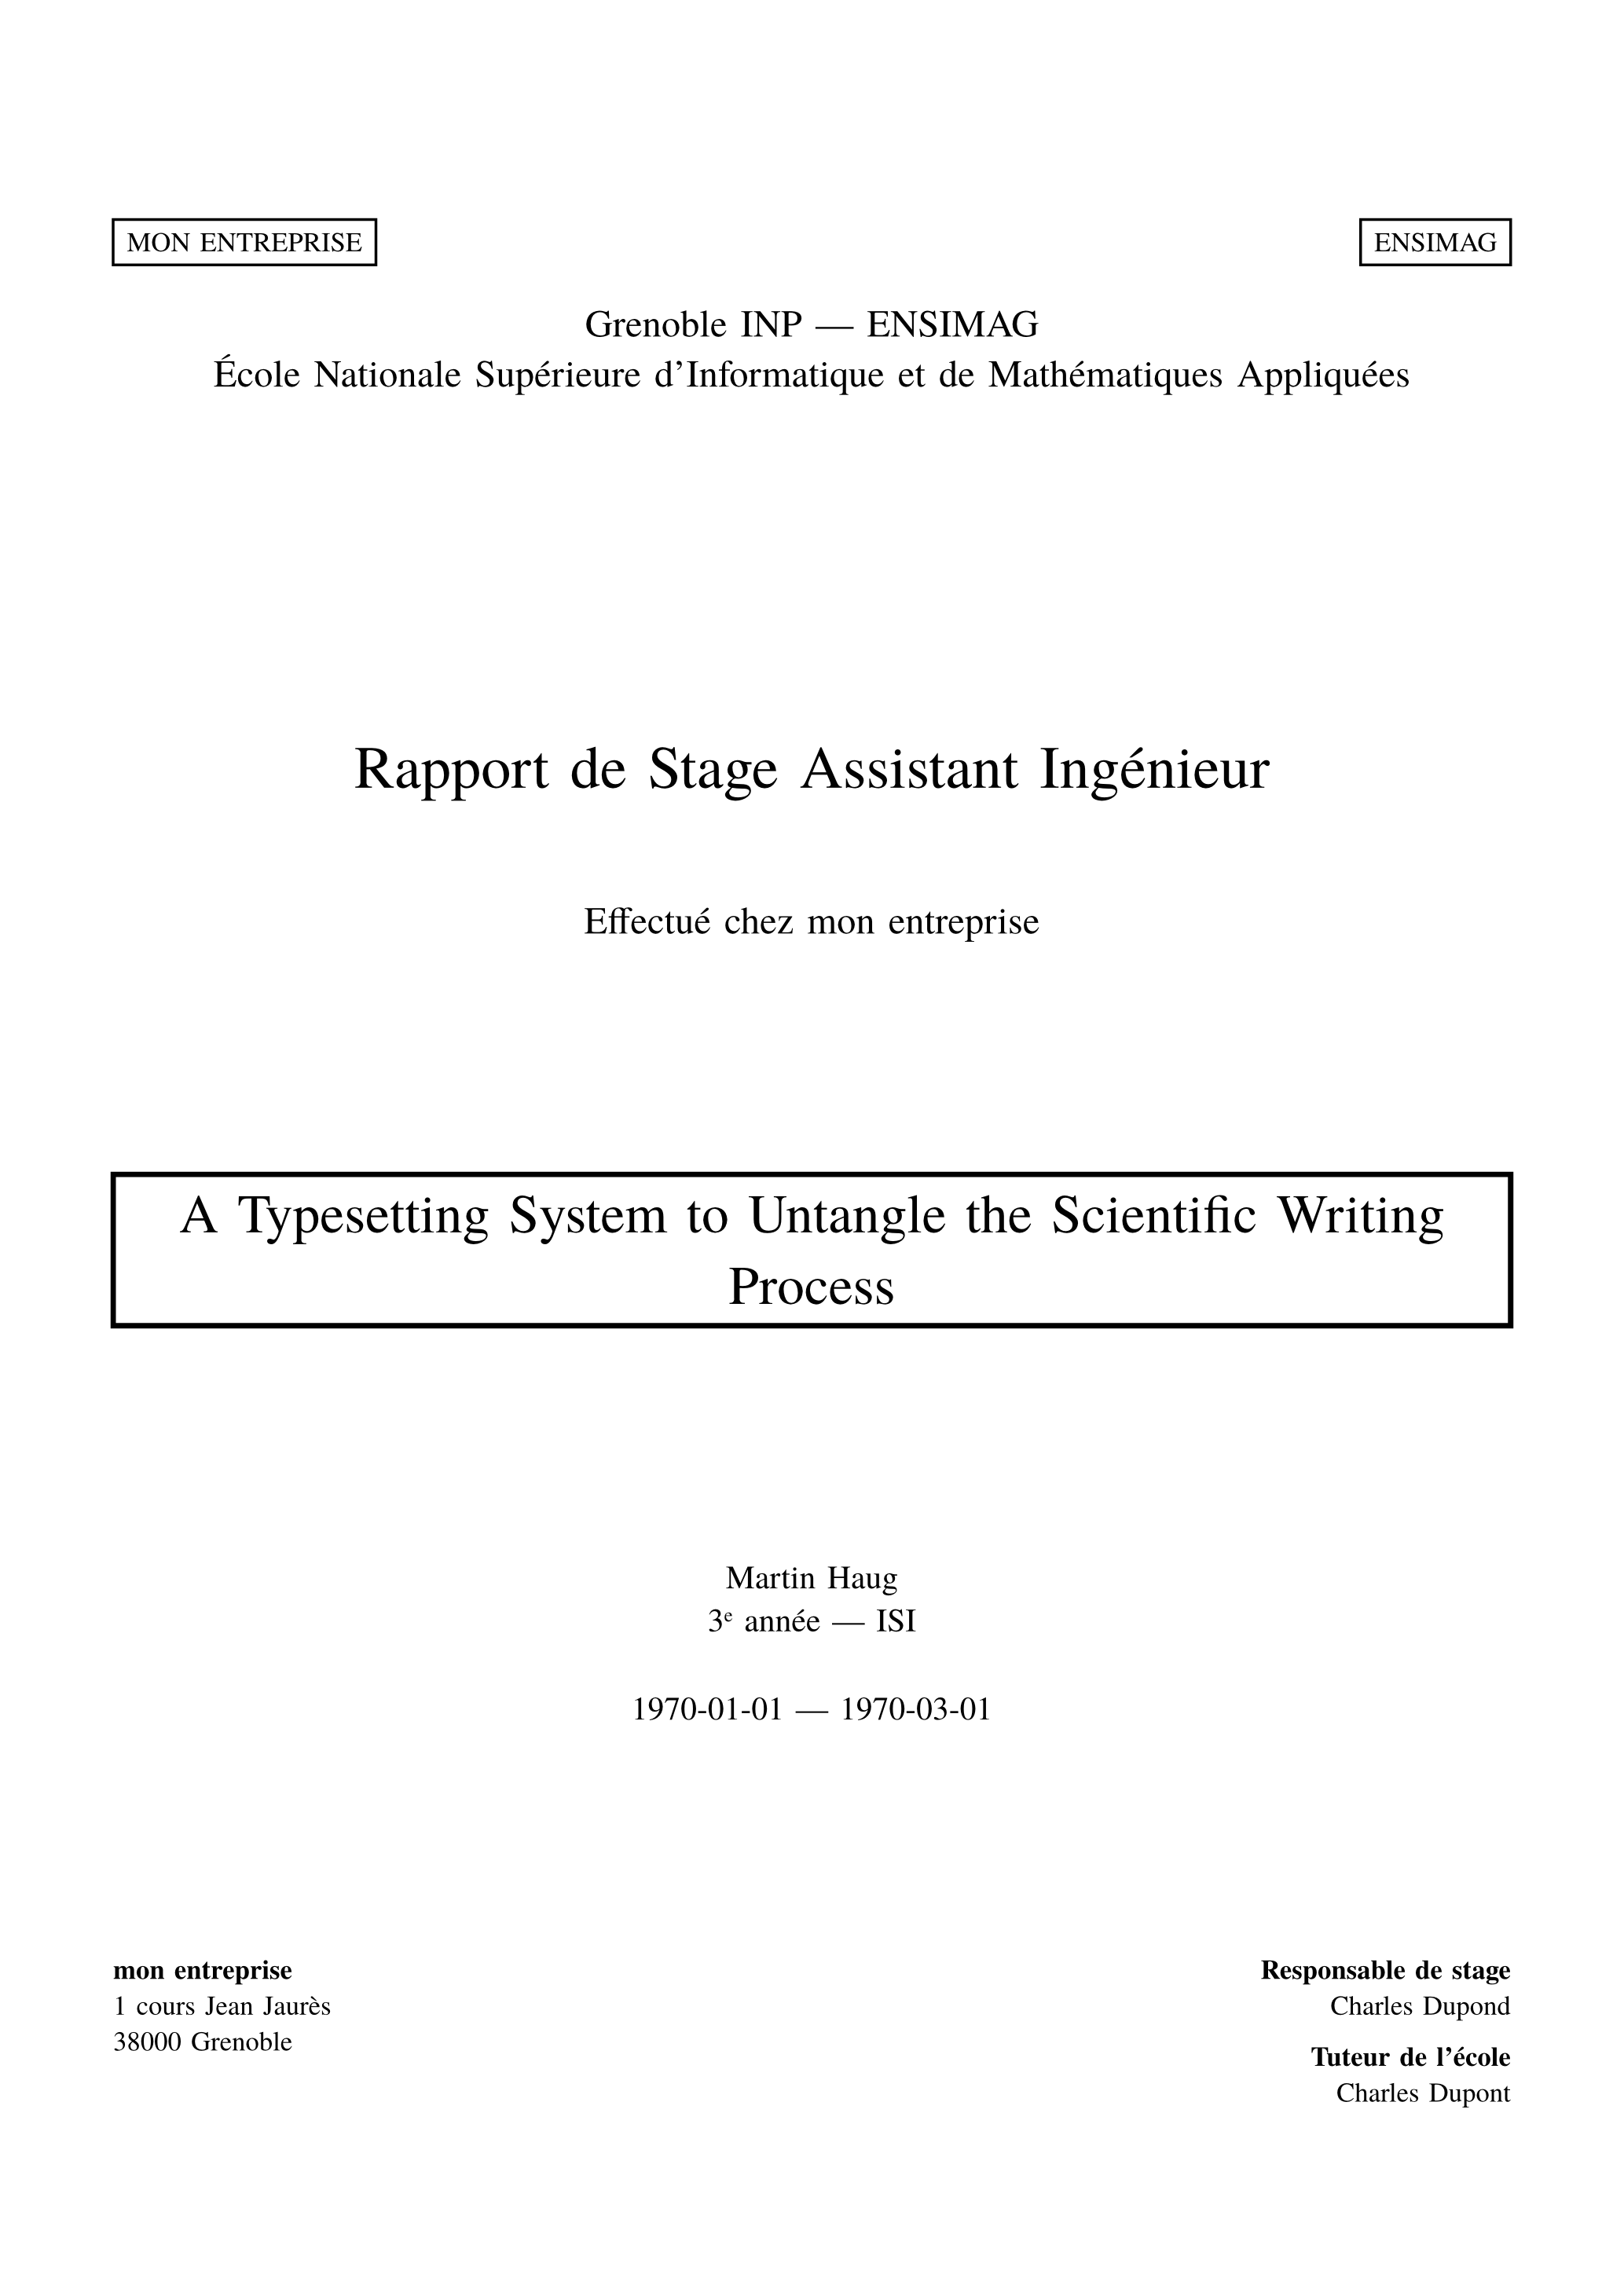 MON ENTREPRISE
ENSIMAG
Grenoble INP — ENSIMAG
École Nationale Supérieure d’Informatique et de Mathématiques Appliquées
Rapport de Stage Assistant Ingénieur
Effectué chez mon entreprise
A Typesetting System to Untangle the Scientific Writing
Process
Martin Haug
3ᵉ année — ISI
1970-01-01 — 1970-03-01
mon entreprise
1 cours Jean Jaurès
38000 Grenoble
Responsable de stage
Charles Dupond
Tuteur de l’école
Charles Dupont